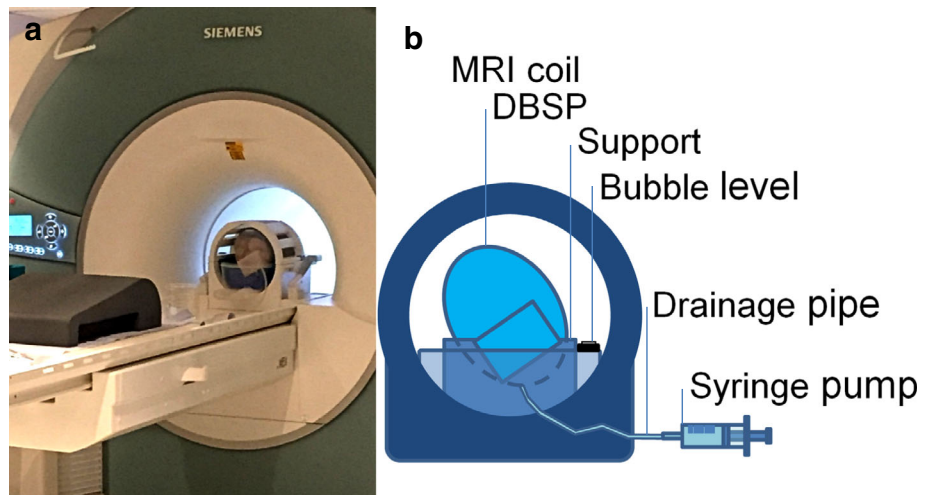 a
SIEMENS
b
MRI coil
DBSP
Support
Bubble level
Drainage pipe
Syringe pump